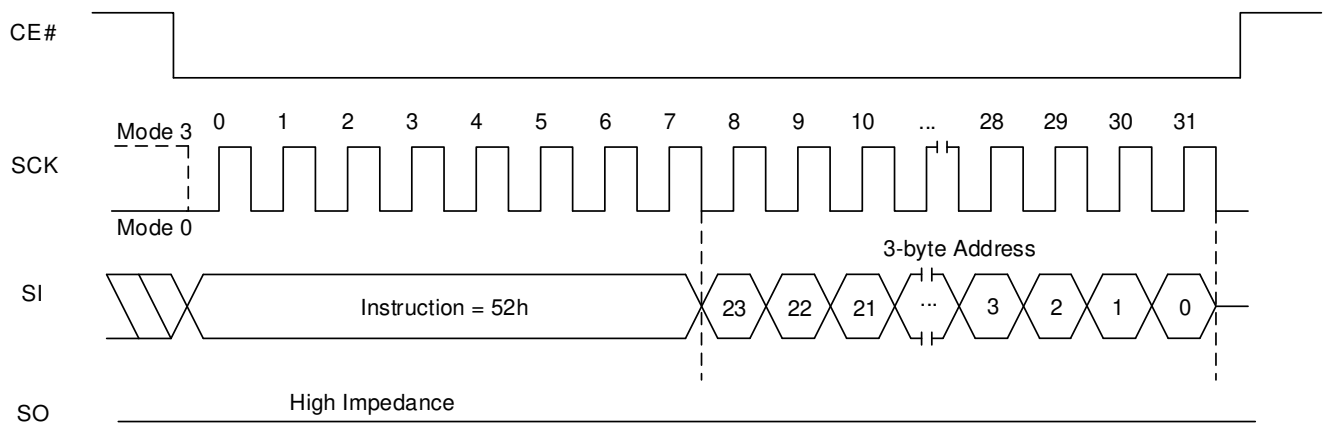 CE#
0 1 2 3 4 5 6 7 8 9 10 ... 28 29 30 31
Mode 3
SCK
Mode 0
3-byte Address
SI
Instruction = 52h
23 22 21 ... 3 2 1 0
High Impedance
SO